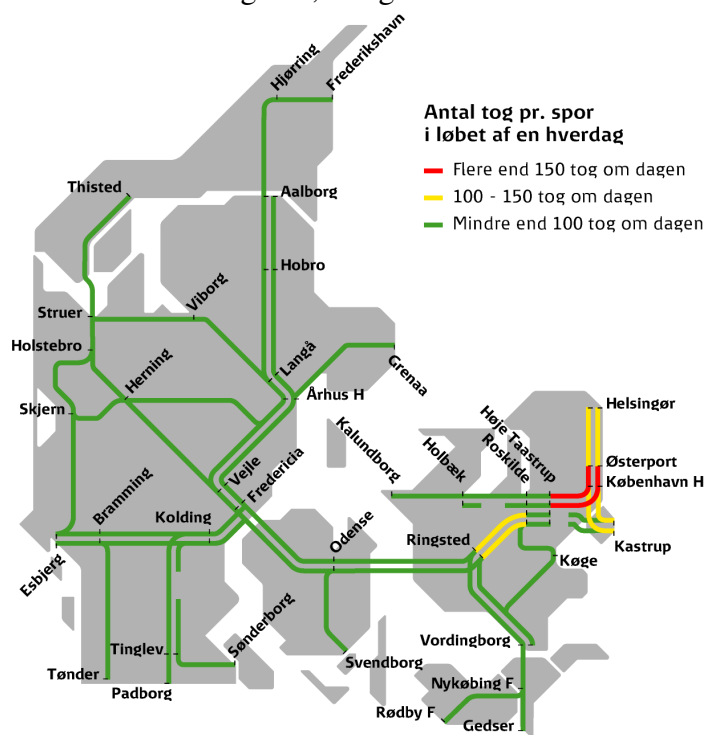 Hjørring
Frederikshavn
Antal tog pr. spor
i løbet af en hverdag
Flere end 150 tog om dagen
100 - 150 tog om dagen
Mindre end 100 tog om dagen
Thisted
Aalborg
Hobro
Viborg
Struer
Holstebro
Herning
Langå
Grenaa
Århus H
Skjern
Kalundborg
Holbæk
Roskilde
Høje Taastrup
Helsingør
Østerport
København H
Vejle
Fredericia
Bramming
Kolding
Odense
Ringsted
Kastrup
Køge
Esbjerg
Tinglev
Sønderborg
Svendborg
Vordingborg
Tønder
Padborg
Nykøbing F
Rødby F
Gedser